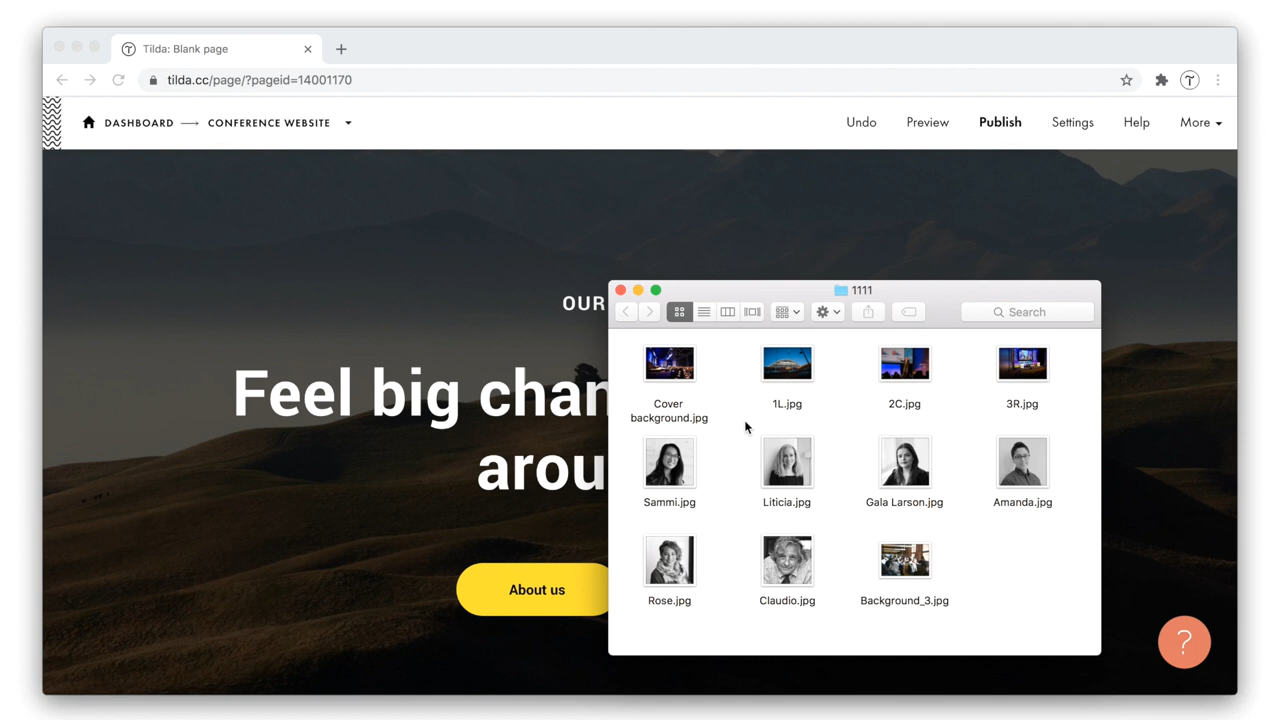 Tilda: Blank page
tilda.cc/page/?pageid=14001170
DASHBOARD → CONFERENCE WEBSITE
Undo Preview Publish Settings Help More
OUR
Feel big chan
arou
About us
1111
Search
Cover
background.jpg
1L.jpg
2C.jpg
3R.jpg
Sammi.jpg
Liticia.jpg
Gala Larson.jpg
Amanda.jpg
Rose.jpg
Claudio.jpg
Background_3.jpg
?